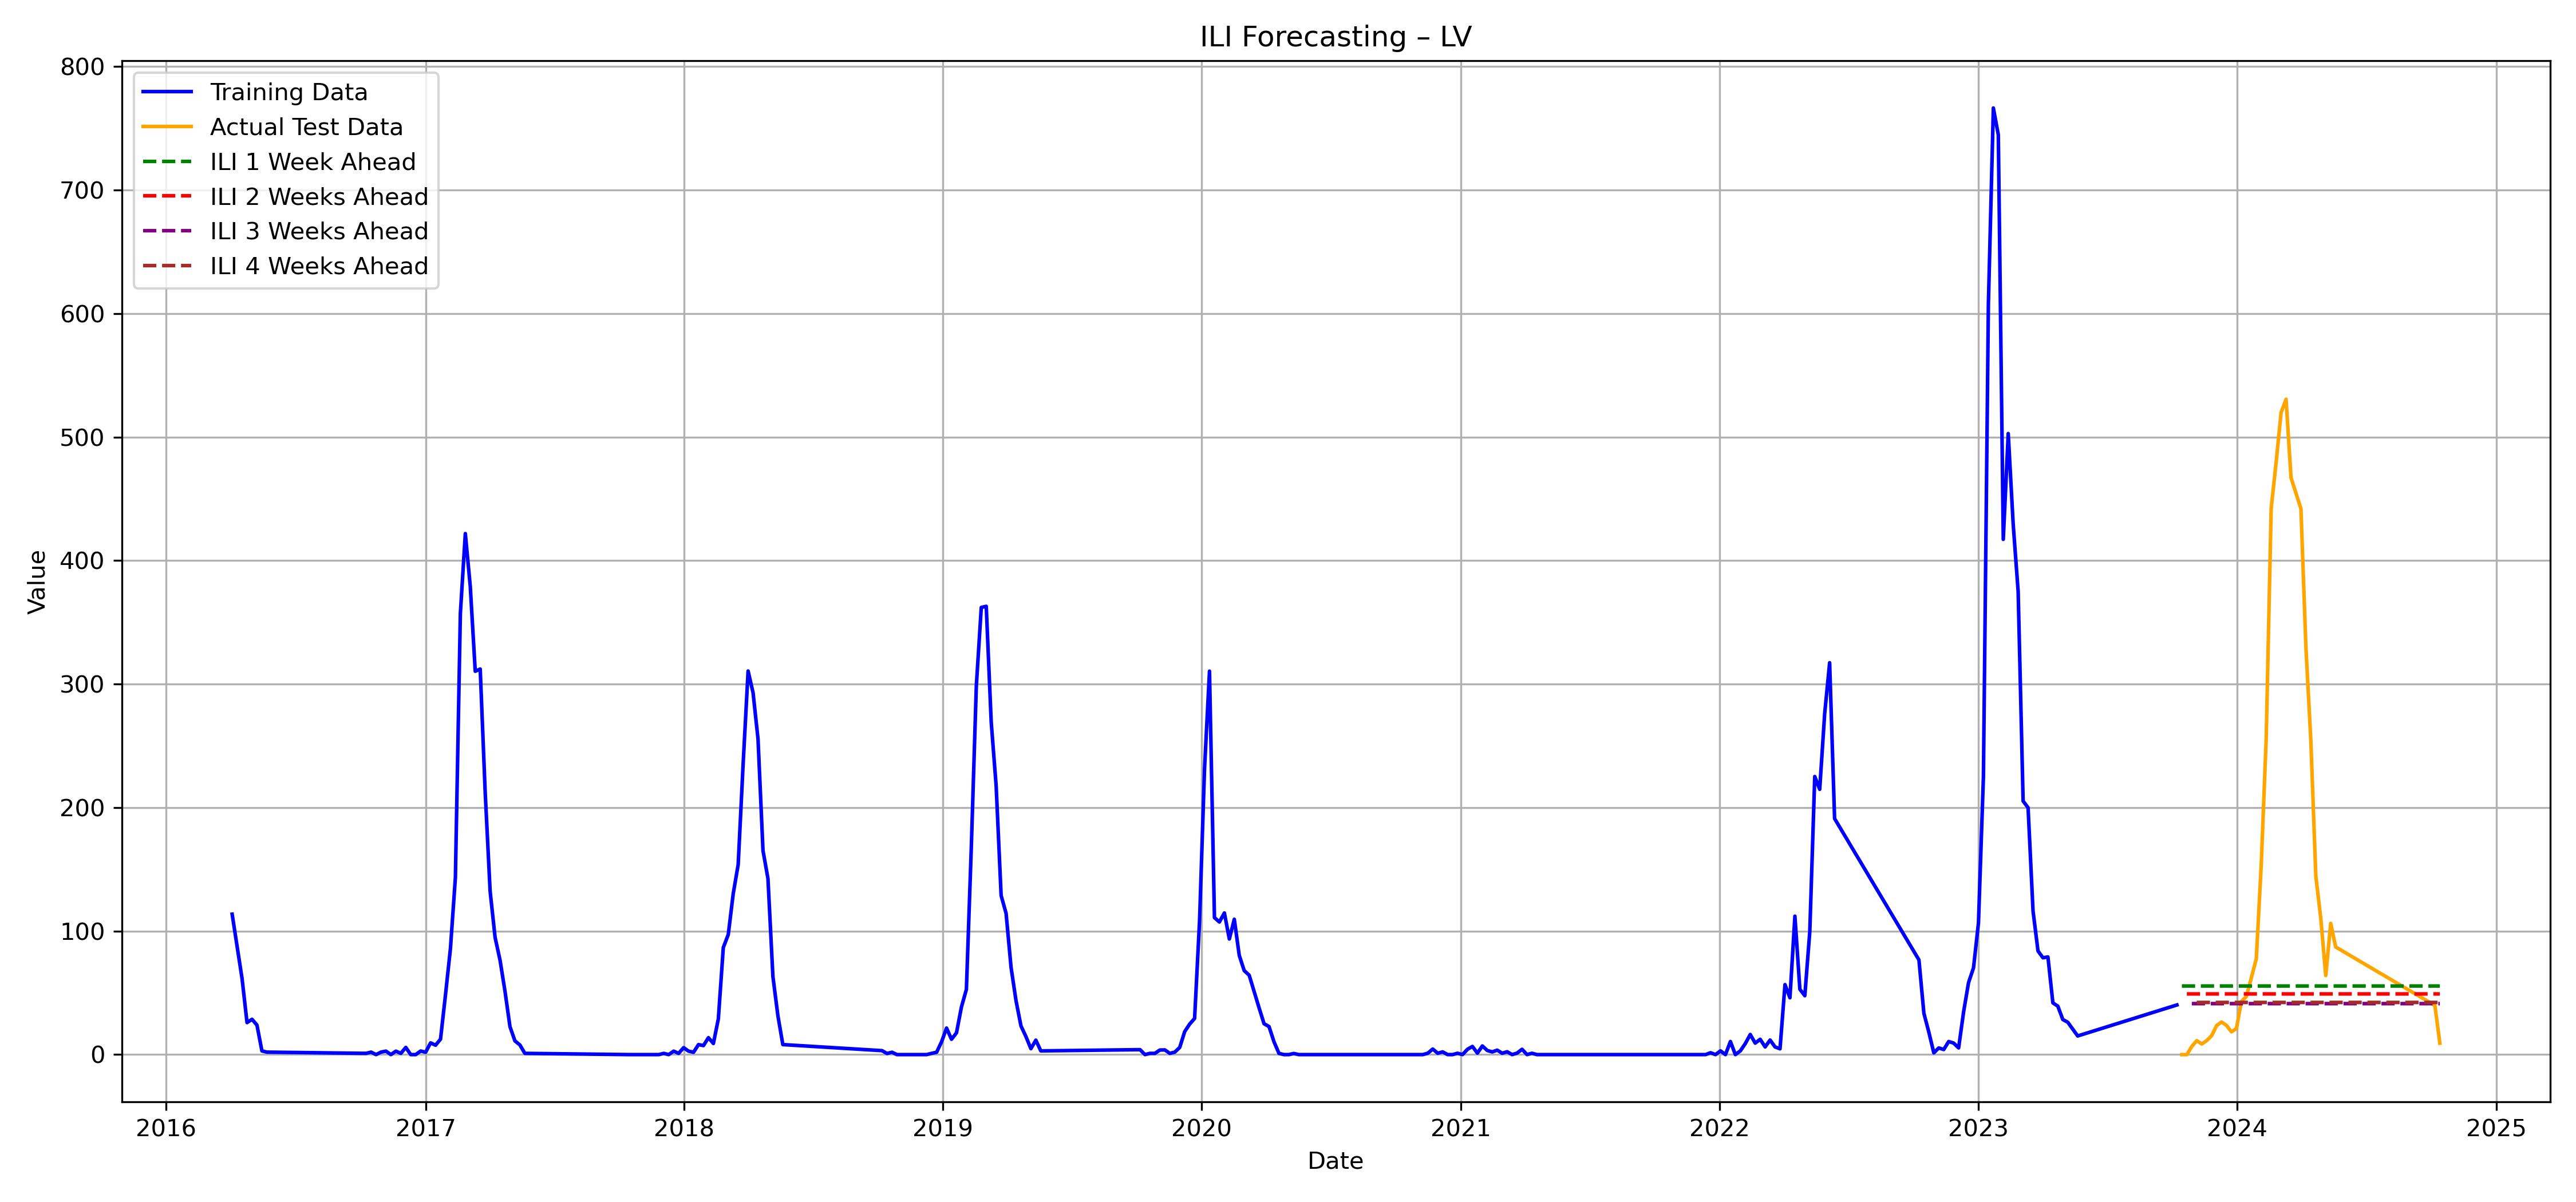 ILI Forecasting – LV
Training Data
Actual Test Data
ILI 1 Week Ahead
ILI 2 Weeks Ahead
ILI 3 Weeks Ahead
ILI 4 Weeks Ahead
800
700
600
500
400
300
200
100
0
Value
2016 2017 2018 2019 2020 2021 2022 2023 2024 2025
Date